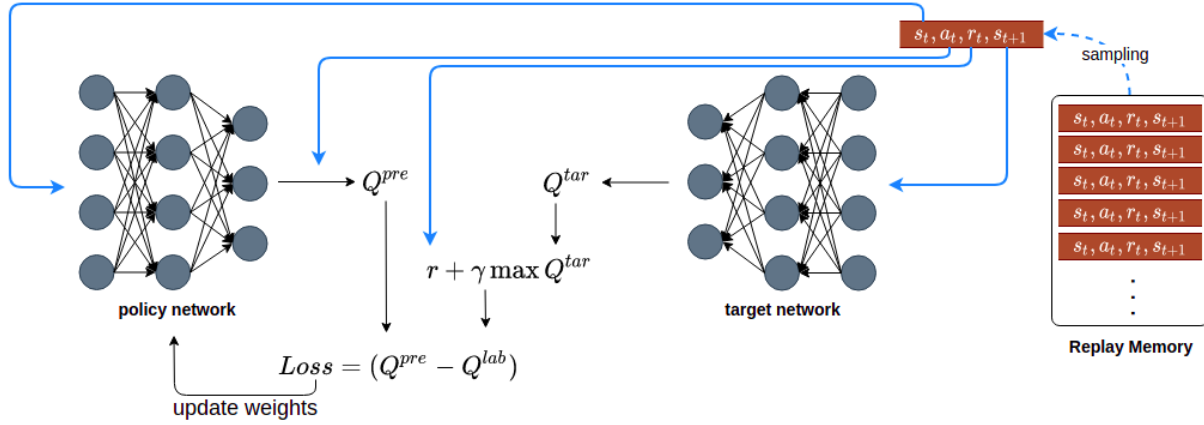 s_t, a_t, r_t, s_{t+1}
sampling
s_t, a_t, r_t, s_{t+1}
s_t, a_t, r_t, s_{t+1}
s_t, a_t, r_t, s_{t+1}
s_t, a_t, r_t, s_{t+1}
s_t, a_t, r_t, s_{t+1}
Replay Memory
Q^{pre}
Q^{tar}
r + γ max Q^{tar}
policy network
target network
Loss = (Q^{pre} − Q^{lab})
update weights